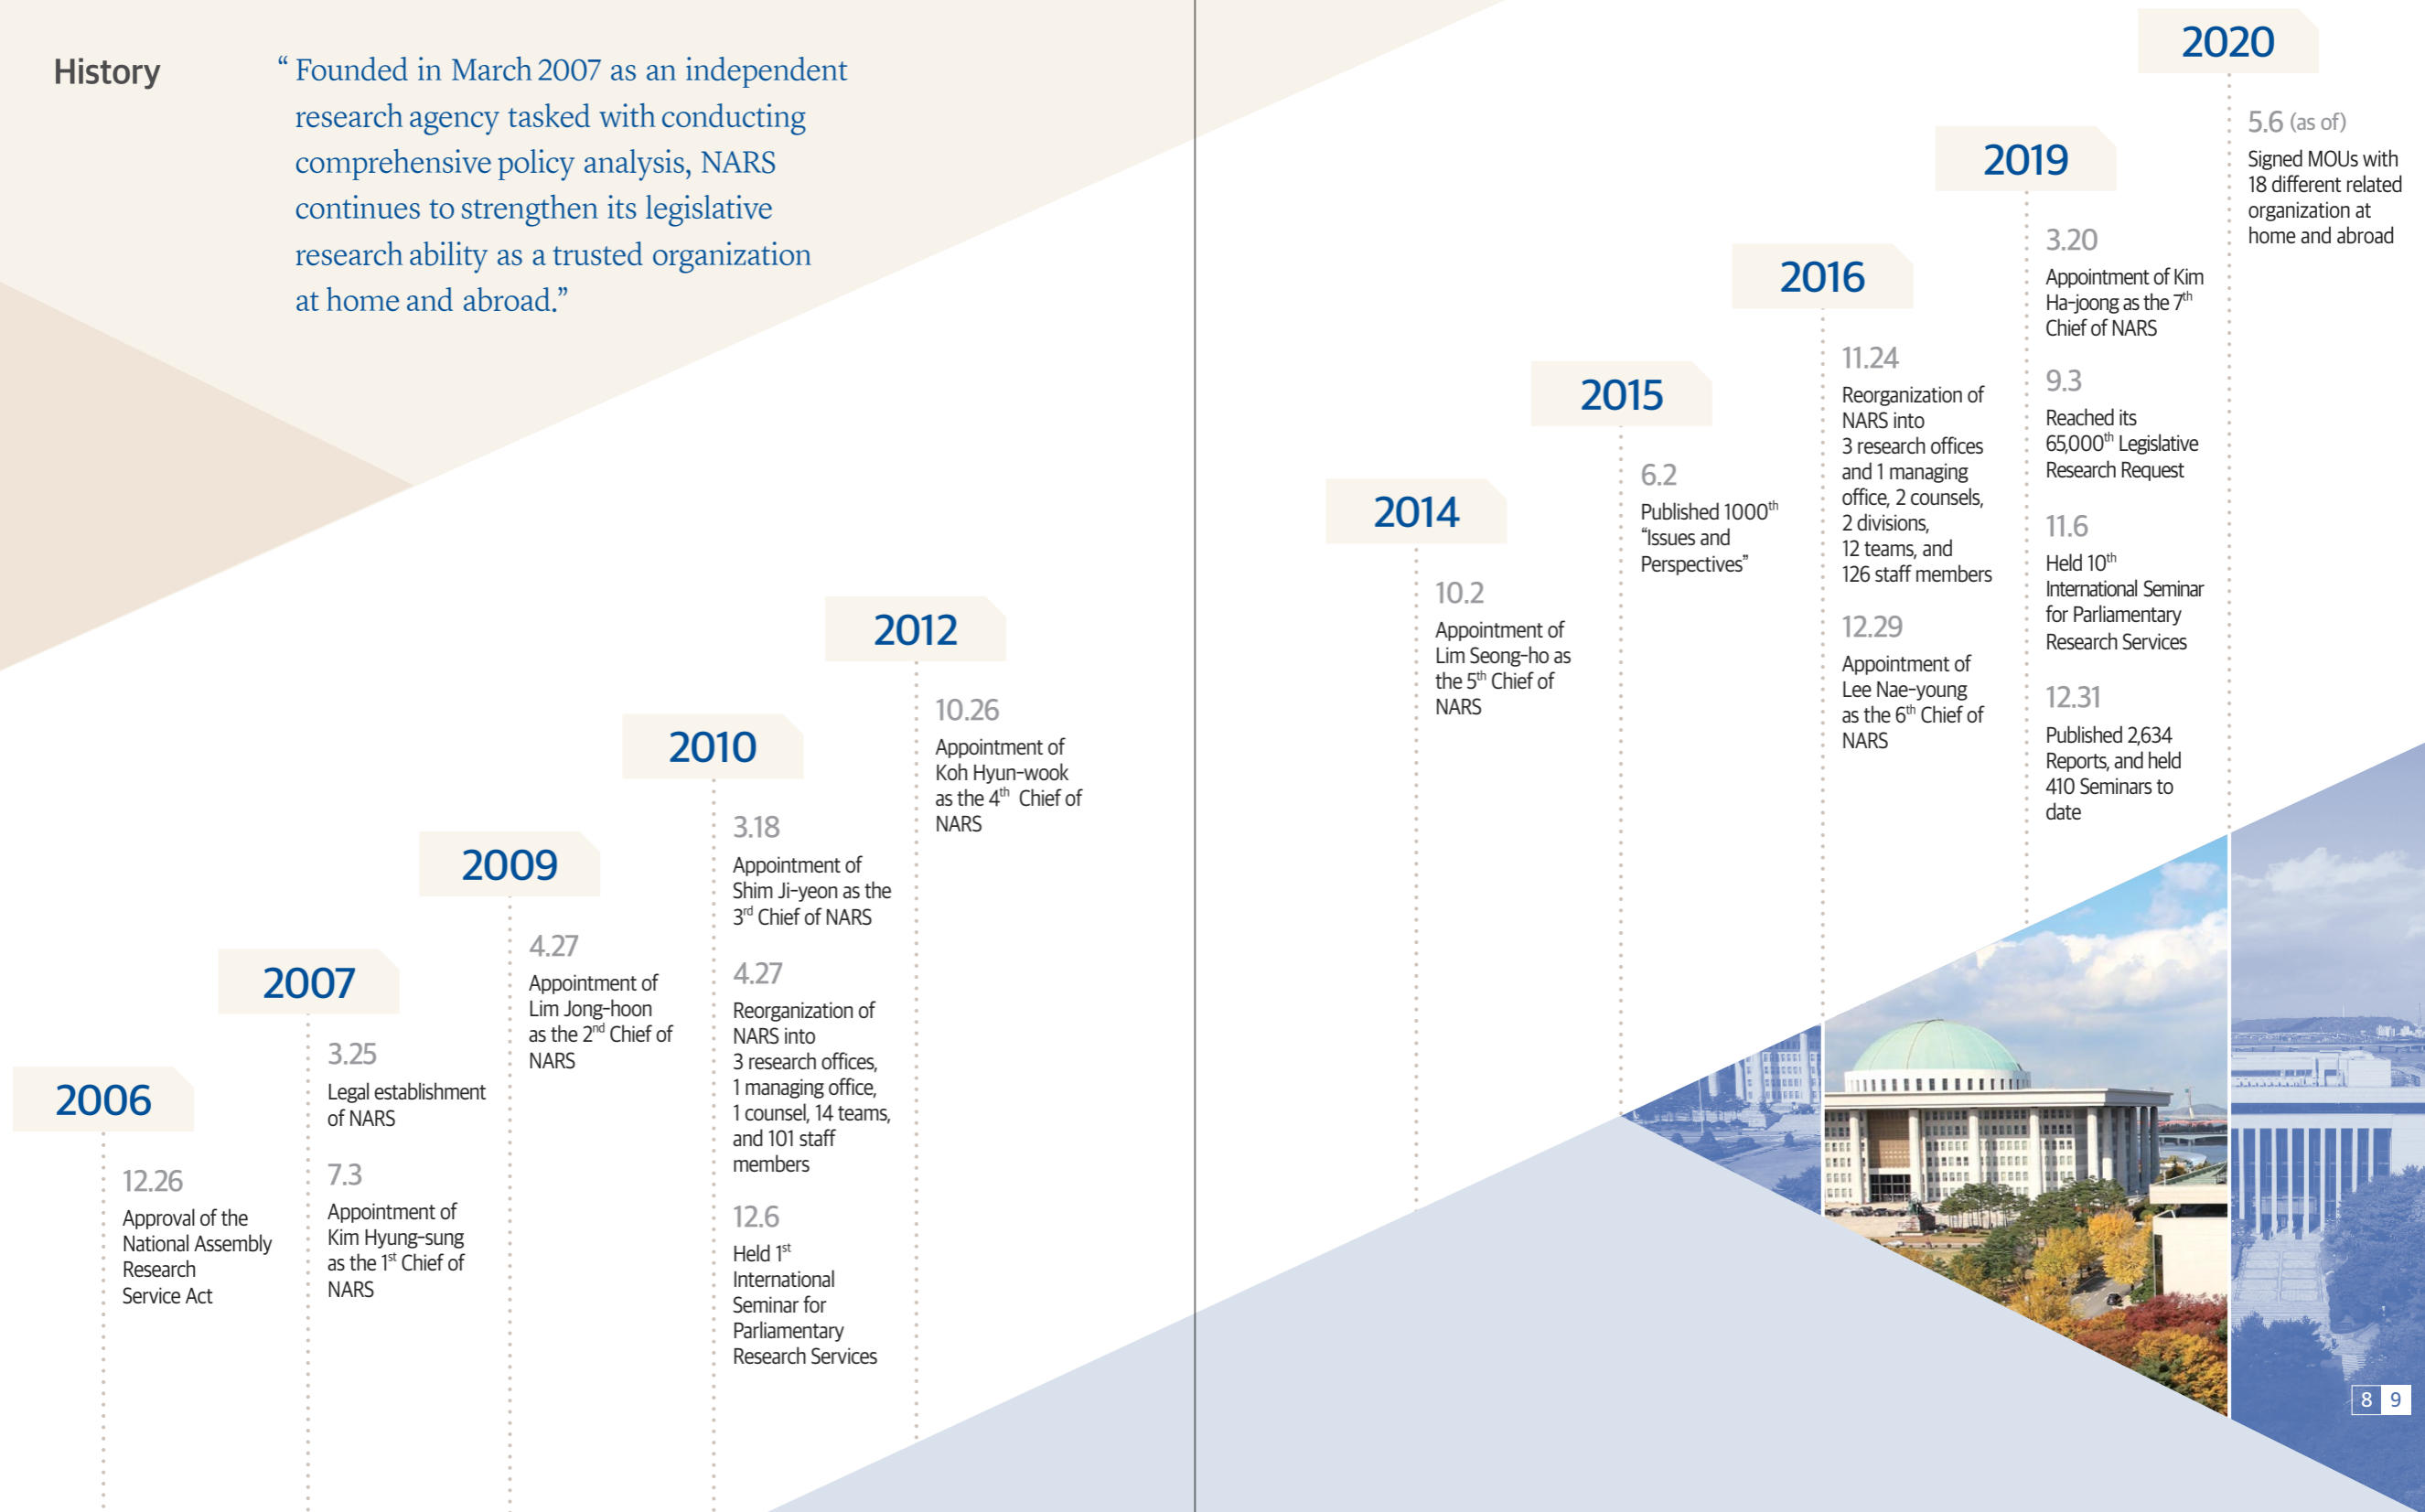 History
“ Founded in March 2007 as an independent
research agency tasked with conducting
comprehensive policy analysis, NARS
continues to strengthen its legislative
research ability as a trusted organization
at home and abroad.”
2006
12.26
Approval of the
National Assembly
Research
Service Act
2007
3.25
Legal establishment
of NARS
7.3
Appointment of
Kim Hyung-sung
as the 1st Chief of
NARS
2009
4.27
Appointment of
Lim Jong-hoon
as the 2nd Chief of
NARS
2010
3.18
Appointment of
Shim Ji-yeon as the
3rd Chief of NARS
4.27
Reorganization of
NARS into
3 research offices,
1 managing office,
1 counsel, 14 teams,
and 101 staff
members
12.6
Held 1st
International
Seminar for
Parliamentary
Research Services
2012
10.26
Appointment of
Koh Hyun-wook
as the 4th Chief of
NARS
2014
10.2
Appointment of
Lim Seong-ho as
the 5th Chief of
NARS
2015
6.2
Published 1000th
“Issues and
Perspectives”
2016
11.24
Reorganization of
NARS into
3 research offices
and 1 managing
office, 2 counsels,
2 divisions,
12 teams, and
126 staff members
12.29
Appointment of
Lee Nae-young
as the 6th Chief of
NARS
2019
3.20
Appointment of Kim
Ha-joong as the 7th
Chief of NARS
9.3
Reached its
65,000th Legislative
Research Request
11.6
Held 10th
International Seminar
for Parliamentary
Research Services
12.31
Published 2,634
Reports, and held
410 Seminars to
date
2020
5.6 (as of)
Signed MOUs with
18 different related
organization at
home and abroad
8 9